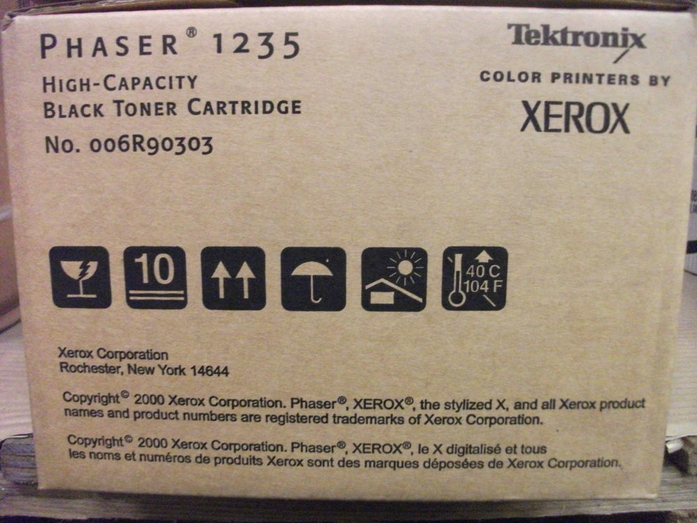 PHASER® 1235
HIGH-CAPACITY
BLACK TONER CARTRIDGE
No. 006R90303
Tektronix
COLOR PRINTERS BY
XEROX
10
40 C
104 F
Xerox Corporation
Rochester, New York 14644
Copyright© 2000 Xerox Corporation. Phaser®, XEROX®, the stylized X, and all Xerox product
names and product numbers are registered trademarks of Xerox Corporation.
Copyright© 2000 Xerox Corporation. Phaser®, XEROX®, le X digitalisé et tous
les noms et numéros de produits Xerox sont des marques déposées de Xerox Corporation.